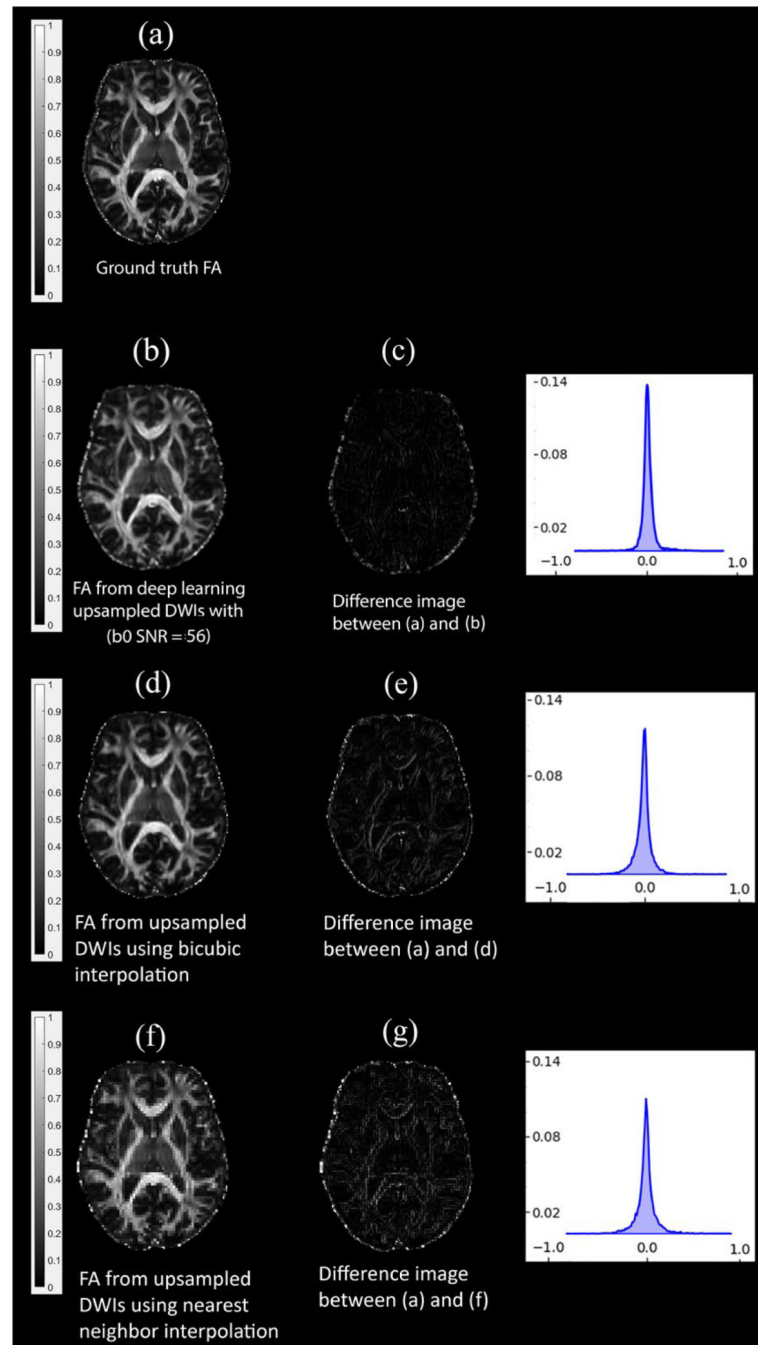 (a)
1
0.9
0.8
0.7
0.6
0.5
0.4
0.3
0.2
0.1
0
Ground truth FA
(b)
(c)
1
0.9
0.8
0.7
0.6
0.5
0.4
0.3
0.2
0.1
0
FA from deep learning
upsampled DWIs with
(b0 SNR = 56)
Difference image
between (a) and (b)
-0.14
-0.08
-0.02
-1.0 0.0 1.0
(d)
(e)
1
0.9
0.8
0.7
0.6
0.5
0.4
0.3
0.2
0.1
0
FA from upsampled
DWIs using bicubic
interpolation
Difference image
between (a) and (d)
-0.14
-0.08
-0.02
-1.0 0.0 1.0
(f)
(g)
1
0.9
0.8
0.7
0.6
0.5
0.4
0.3
0.2
0.1
0
FA from upsampled
DWIs using nearest
neighbor interpolation
Difference image
between (a) and (f)
-0.14
-0.08
-0.02
-1.0 0.0 1.0